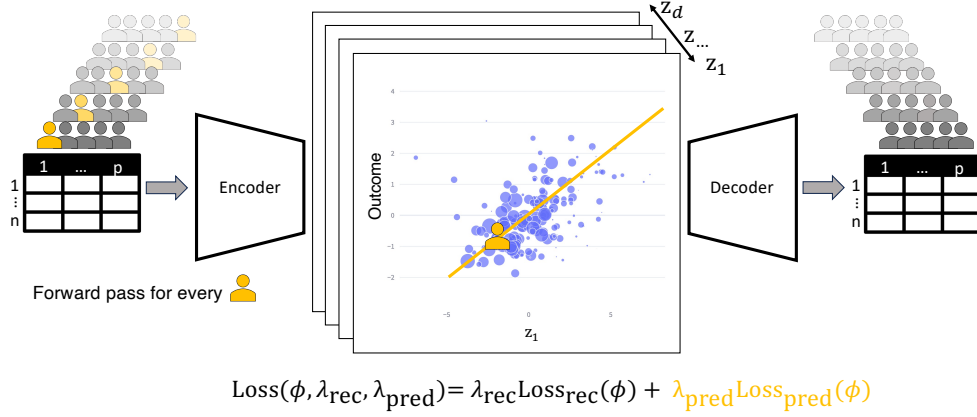 z_d
z_...
z_1
1 ... p
1
⋮
n
Encoder
Outcome
4
3
2
1
0
−1
−2
−5 0 5
z_1
Decoder
1 ... p
1
⋮
n
Forward pass for every
Loss(ϕ, λ_rec, λ_pred)= λ_rec Loss_rec(ϕ) + λ_pred Loss_pred(ϕ)